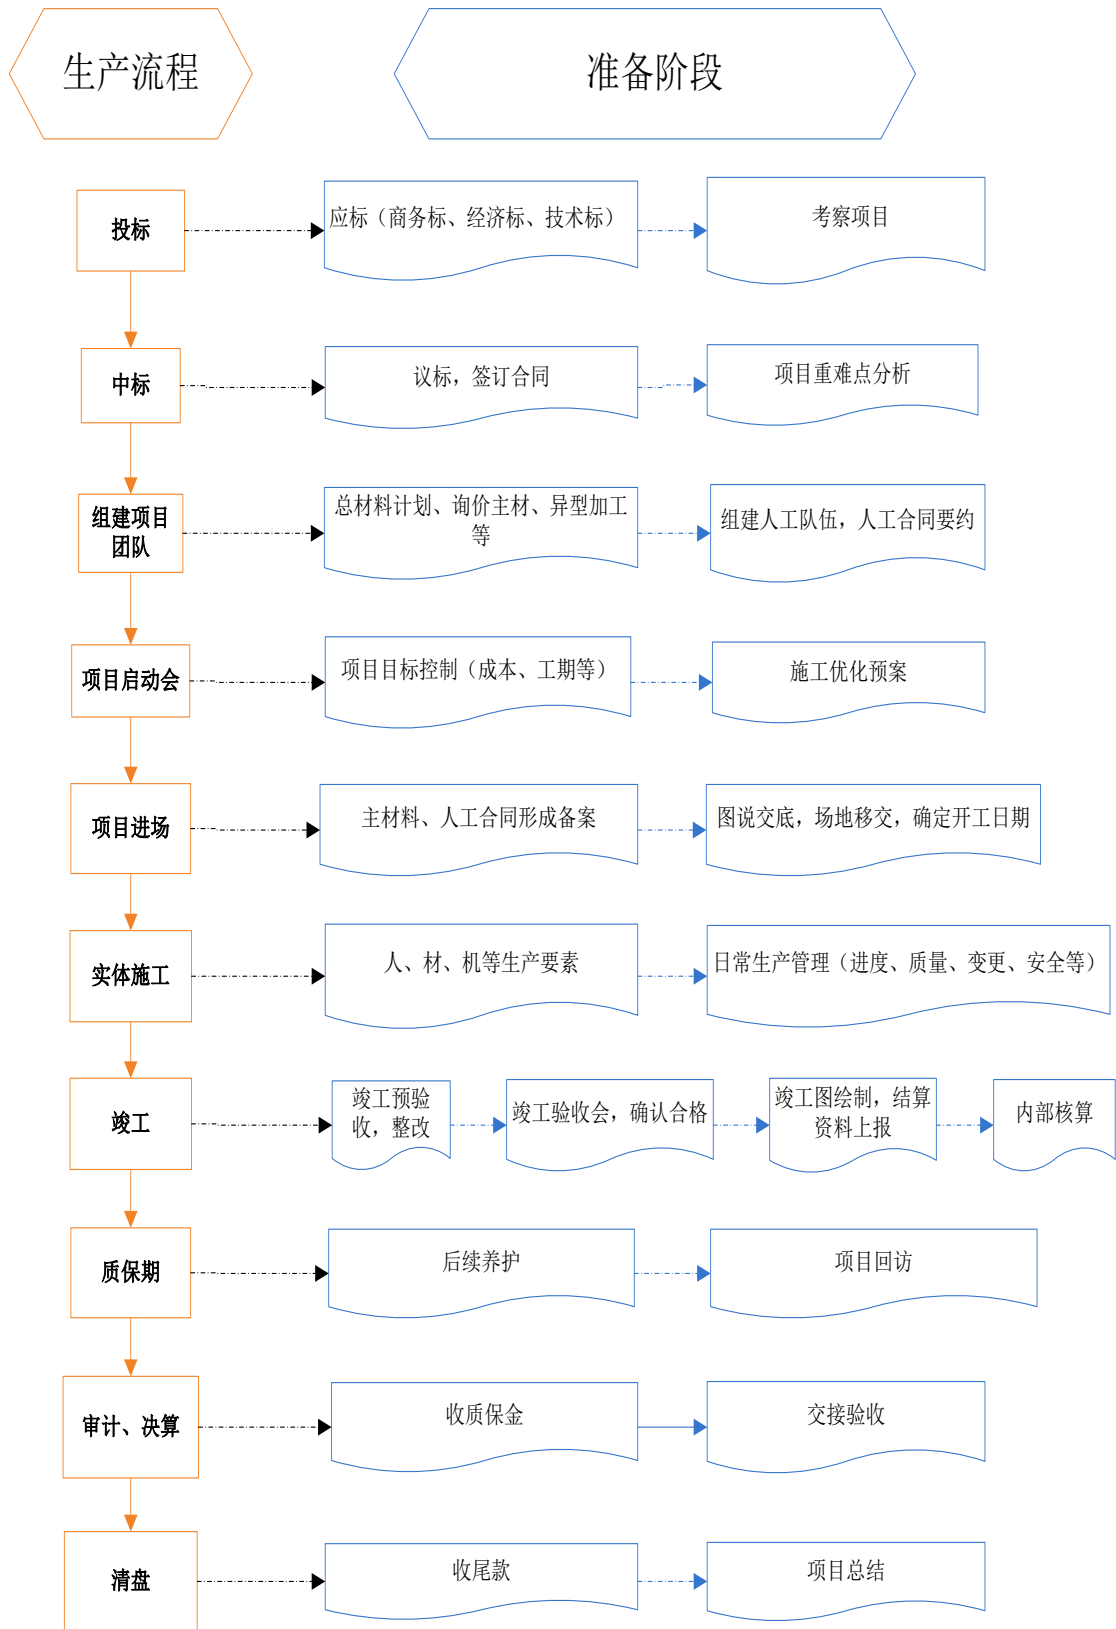 生产流程
准备阶段
投标
应标（商务标、经济标、技术标）
考察项目
中标
议标，签订合同
项目重难点分析
组建项目
团队
总材料计划、询价主材、异型加工
等
组建人工队伍，人工合同要约
项目启动会
项目目标控制（成本、工期等）
施工优化预案
项目进场
主材料、人工合同形成备案
图说交底，场地移交，确定开工日期
实体施工
人、材、机等生产要素
日常生产管理（进度、质量、变更、安全等）
竣工
竣工预验
收，整改
竣工验收会，确认合格
竣工图绘制，结算
资料上报
内部核算
质保期
后续养护
项目回访
审计、决算
收质保金
交接验收
清盘
收尾款
项目总结